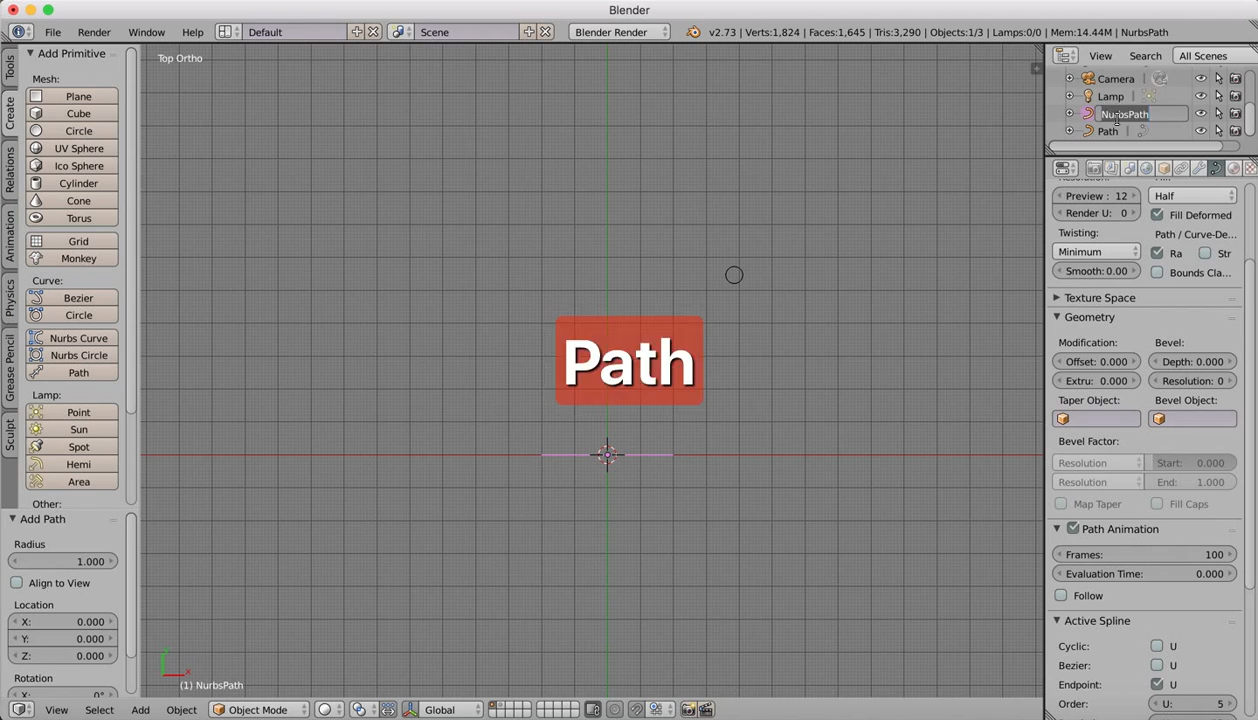 Blender
File
Render
Window
Help
Default
Scene
Blender Render
v2.73 | Verts:1,824 | Faces:1,645 | Tris:3,290 | Objects:1/3 | Lamps:0/0 | Mem:14.44M | NurbsPath
View
Search
All Scenes
Tools
Create
Relations
Animation
Physics
Grease Pencil
Sculpt
Add Primitive
Mesh:
Plane
Cube
Circle
UV Sphere
Ico Sphere
Cylinder
Cone
Torus
Grid
Monkey
Curve:
Bezier
Circle
Nurbs Curve
Nurbs Circle
Path
Lamp:
Point
Sun
Spot
Hemi
Area
Other:
Add Path
Radius
1.000
Align to View
Location
X: 0.000
Y: 0.000
Z: 0.000
Rotation
X: 0°
Top Ortho
Path
(1) NurbsPath
View
Select
Add
Object
Object Mode
Global
Camera
Lamp
NurbsPath
Path
Preview: 12
Half
Render U: 0
Fill Deformed
Twisting:
Path / Curve-De...
Minimum
Ra
Str
Smooth: 0.00
Bounds Cla...
Texture Space
Geometry
Modification:
Bevel:
Offset: 0.000
Depth: 0.000
Extru: 0.000
Resolution: 0
Taper Object:
Bevel Object:
Bevel Factor:
Resolution
Start: 0.000
Resolution
End: 1.000
Map Taper
Fill Caps
Path Animation
Frames: 100
Evaluation Time: 0.000
Follow
Active Spline
Cyclic:
U
Bezier:
U
Endpoint:
U
Order:
U: 5